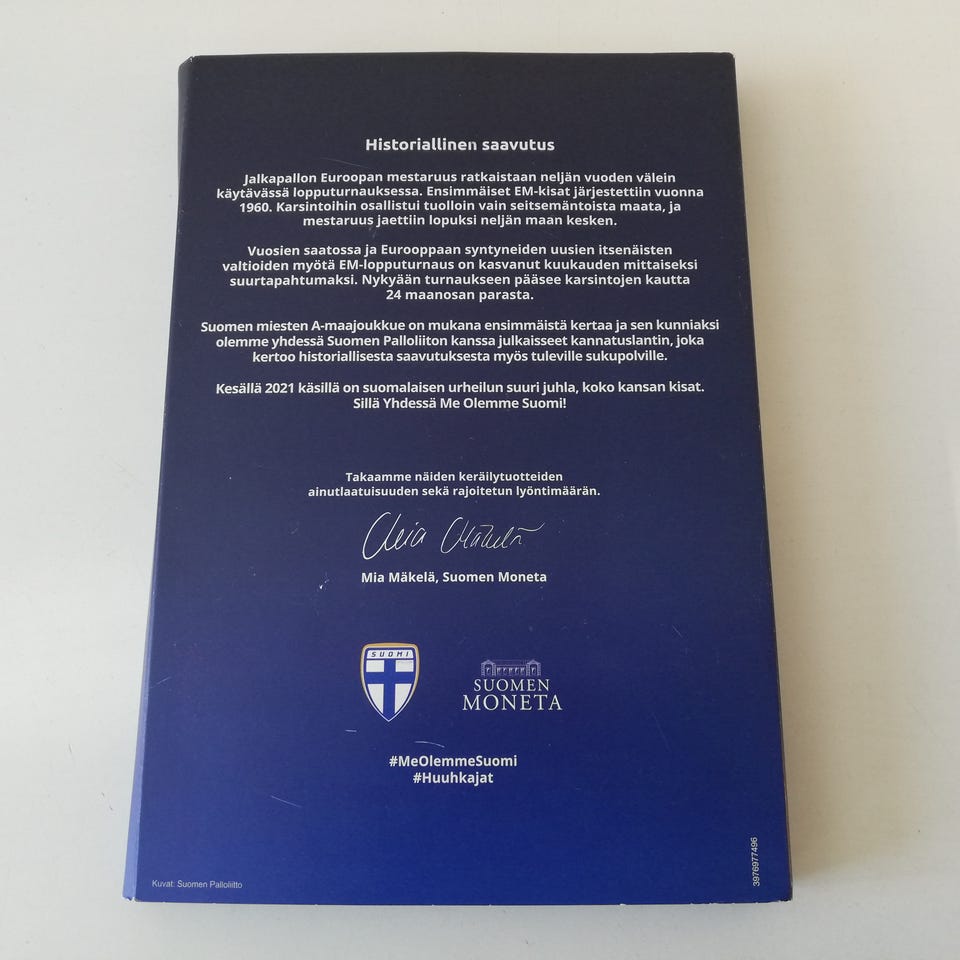 Historiallinen saavutus
Jalkapallon Euroopan mestaruus ratkaistaan neljän vuoden välein
käytävässä lopputurnauksessa. Ensimmäiset EM-kisat järjestettiin vuonna
1960. Karsintoihin osallistui tuolloin vain seitsemäntoista maata, ja
mestaruus jaettiin lopuksi neljän maan kesken.
Vuosien saatossa ja Eurooppaan syntyneiden uusien itsenäisten
valtioiden myötä EM-lopputurnaus on kasvanut kuukauden mittaiseksi
suurtapahtumaksi. Nykyään turnaukseen pääsee karsintojen kautta
24 maanosan parasta.
Suomen miesten A-maajoukkue on mukana ensimmäistä kertaa ja sen kunniaksi
olemme yhdessä Suomen Palloliiton kanssa julkaisseet kannatuslantin, joka
kertoo historiallisesta saavutuksesta myös tuleville sukupolville.
Kesällä 2021 käsillä on suomalaisen urheilun suuri juhla, koko kansan kisat.
Sillä Yhdessä Me Olemme Suomi!
Takaamme näiden keräilytuotteiden
ainutlaatuisuuden sekä rajoitetun lyöntimäärän.
Mia Mäkelä
Mia Mäkelä, Suomen Moneta
SUOMI
SUOMEN
MONETA
#MeOlemmeSuomi
#Huuhkajat
Kuvat: Suomen Palloliitto
3976977496